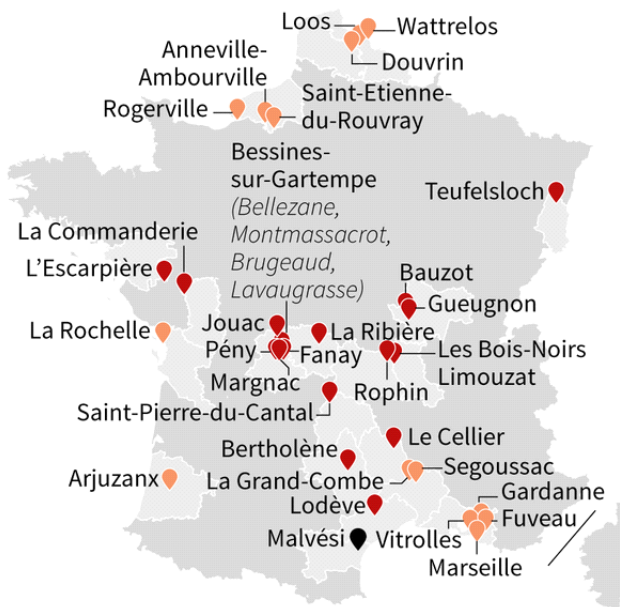 Loos
Wattrelos
Douvrin
Anneville-
Ambourville
Rogerville
Saint-Etienne-
du-Rouvray
Bessines-
sur-Gartempe
(Bellezane,
Montmassacrot,
Brugeaud,
Lavaugrasse)
Teufelsloch
La Commanderie
L'Escarpière
Bauzot
Gueugnon
La Rochelle
Jouac
La Ribière
Pény
Fanay
Les Bois-Noirs
Limouzat
Margnac
Rophin
Saint-Pierre-du-Cantal
Le Cellier
Bertholène
Segoussac
Arjuzanx
La Grand-Combe
Gardanne
Lodève
Fuveau
Malvési
Vitrolles
Marseille